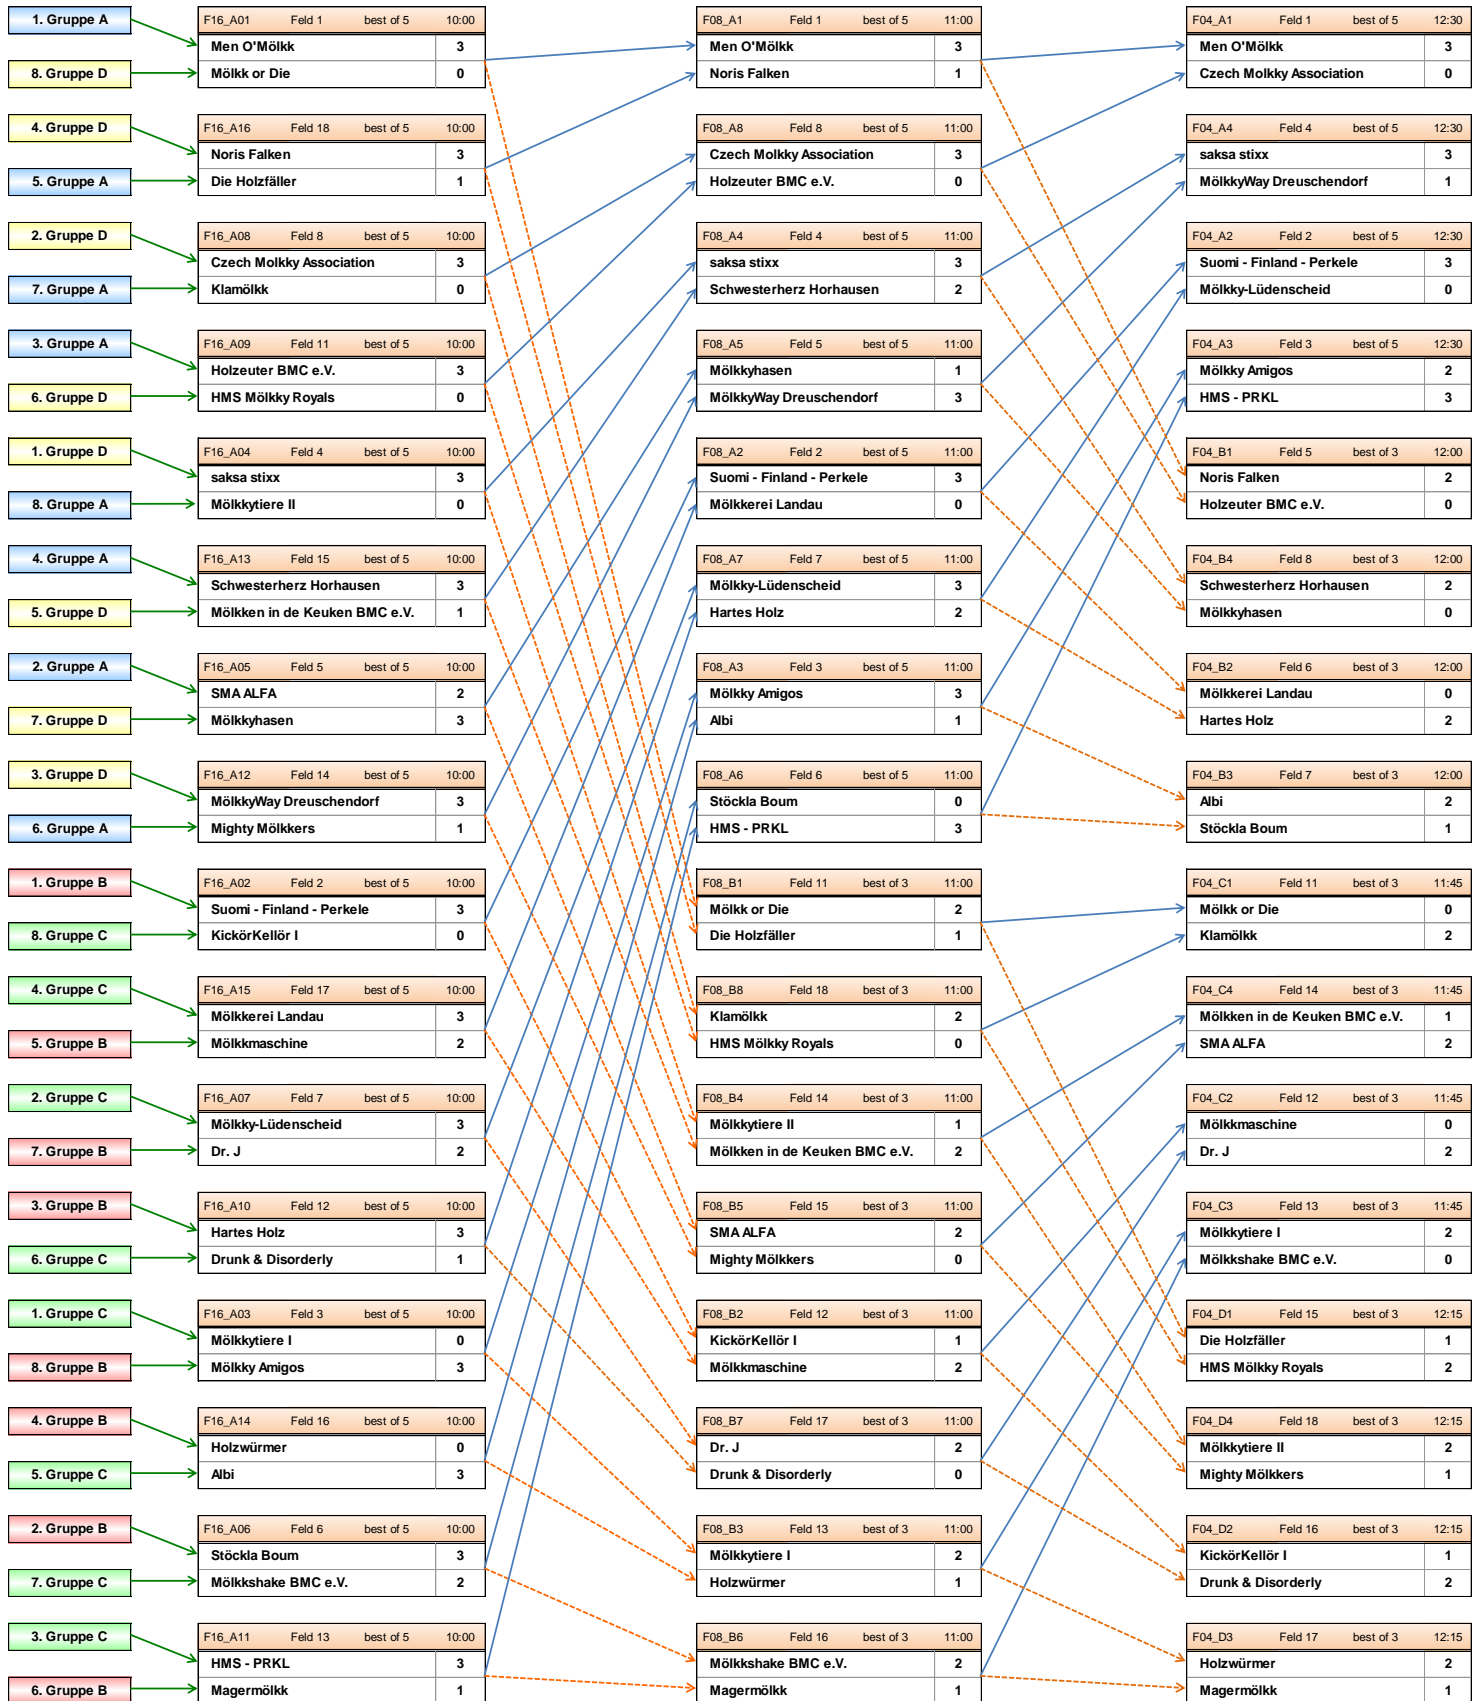 1. Gruppe A
8. Gruppe D
4. Gruppe D
5. Gruppe A
2. Gruppe D
7. Gruppe A
3. Gruppe A
6. Gruppe D
1. Gruppe D
8. Gruppe A
4. Gruppe A
5. Gruppe D
2. Gruppe A
7. Gruppe D
3. Gruppe D
6. Gruppe A
1. Gruppe B
8. Gruppe C
4. Gruppe C
5. Gruppe B
2. Gruppe C
7. Gruppe B
3. Gruppe B
6. Gruppe C
1. Gruppe C
8. Gruppe B
4. Gruppe B
5. Gruppe C
2. Gruppe B
7. Gruppe C
3. Gruppe C
6. Gruppe B
F16_A01 Feld 1 best of 5 10:00
Men O'Mölkk 3
Mölkk or Die 0
F16_A16 Feld 18 best of 5 10:00
Noris Falken 3
Die Holzfäller 1
F16_A08 Feld 8 best of 5 10:00
Czech Molkky Association 3
Klamölkk 0
F16_A09 Feld 11 best of 5 10:00
Holzeuter BMC e.V. 3
HMS Mölkky Royals 0
F16_A04 Feld 4 best of 5 10:00
saksa stixx 3
Mölkkytiere II 0
F16_A13 Feld 15 best of 5 10:00
Schwesterherz Horhausen 3
Mölkken in de Keuken BMC e.V. 1
F16_A05 Feld 5 best of 5 10:00
SMA ALFA 2
Mölkkyhasen 3
F16_A12 Feld 14 best of 5 10:00
MölkkyWay Dreuschendorf 3
Mighty Mölkkers 1
F16_A02 Feld 2 best of 5 10:00
Suomi - Finland - Perkele 3
KickörKellör I 0
F16_A15 Feld 17 best of 5 10:00
Mölkkerei Landau 3
Mölkkmaschine 2
F16_A07 Feld 7 best of 5 10:00
Mölkky-Lüdenscheid 3
Dr. J 2
F16_A10 Feld 12 best of 5 10:00
Hartes Holz 3
Drunk & Disorderly 1
F16_A03 Feld 3 best of 5 10:00
Mölkkytiere I 0
Mölkky Amigos 3
F16_A14 Feld 16 best of 5 10:00
Holzwürmer 0
Albi 3
F16_A06 Feld 6 best of 5 10:00
Stöckla Boum 3
Mölkkshake BMC e.V. 2
F16_A11 Feld 13 best of 5 10:00
HMS - PRKL 3
Magermölkk 1
F08_A1 Feld 1 best of 5 11:00
Men O'Mölkk 3
Noris Falken 1
F08_A8 Feld 8 best of 5 11:00
Czech Molkky Association 3
Holzeuter BMC e.V. 0
F08_A4 Feld 4 best of 5 11:00
saksa stixx 3
Schwesterherz Horhausen 2
F08_A5 Feld 5 best of 5 11:00
Mölkkyhasen 1
MölkkyWay Dreuschendorf 3
F08_A2 Feld 2 best of 5 11:00
Suomi - Finland - Perkele 3
Mölkkerei Landau 0
F08_A7 Feld 7 best of 5 11:00
Mölkky-Lüdenscheid 3
Hartes Holz 2
F08_A3 Feld 3 best of 5 11:00
Mölkky Amigos 3
Albi 1
F08_A6 Feld 6 best of 5 11:00
Stöckla Boum 0
HMS - PRKL 3
F08_B1 Feld 11 best of 3 11:00
Mölkk or Die 2
Die Holzfäller 1
F08_B8 Feld 18 best of 3 11:00
Klamölkk 2
HMS Mölkky Royals 0
F08_B4 Feld 14 best of 3 11:00
Mölkkytiere II 1
Mölkken in de Keuken BMC e.V. 2
F08_B5 Feld 15 best of 3 11:00
SMA ALFA 2
Mighty Mölkkers 0
F08_B2 Feld 12 best of 3 11:00
KickörKellör I 1
Mölkkmaschine 2
F08_B7 Feld 17 best of 3 11:00
Dr. J 2
Drunk & Disorderly 0
F08_B3 Feld 13 best of 3 11:00
Mölkkytiere I 2
Holzwürmer 1
F08_B6 Feld 16 best of 3 11:00
Mölkkshake BMC e.V. 2
Magermölkk 1
F04_A1 Feld 1 best of 5 12:30
Men O'Mölkk 3
Czech Molkky Association 0
F04_A4 Feld 4 best of 5 12:30
saksa stixx 3
MölkkyWay Dreuschendorf 1
F04_A2 Feld 2 best of 5 12:30
Suomi - Finland - Perkele 3
Mölkky-Lüdenscheid 0
F04_A3 Feld 3 best of 5 12:30
Mölkky Amigos 2
HMS - PRKL 3
F04_B1 Feld 5 best of 3 12:00
Noris Falken 2
Holzeuter BMC e.V. 0
F04_B4 Feld 8 best of 3 12:00
Schwesterherz Horhausen 2
Mölkkyhasen 0
F04_B2 Feld 6 best of 3 12:00
Mölkkerei Landau 0
Hartes Holz 2
F04_B3 Feld 7 best of 3 12:00
Albi 2
Stöckla Boum 1
F04_C1 Feld 11 best of 3 11:45
Mölkk or Die 0
Klamölkk 2
F04_C4 Feld 14 best of 3 11:45
Mölkken in de Keuken BMC e.V. 1
SMA ALFA 2
F04_C2 Feld 12 best of 3 11:45
Mölkkmaschine 0
Dr. J 2
F04_C3 Feld 13 best of 3 11:45
Mölkkytiere I 2
Mölkkshake BMC e.V. 0
F04_D1 Feld 15 best of 3 12:15
Die Holzfäller 1
HMS Mölkky Royals 2
F04_D4 Feld 18 best of 3 12:15
Mölkkytiere II 2
Mighty Mölkkers 1
F04_D2 Feld 16 best of 3 12:15
KickörKellör I 1
Drunk & Disorderly 2
F04_D3 Feld 17 best of 3 12:15
Holzwürmer 2
Magermölkk 1